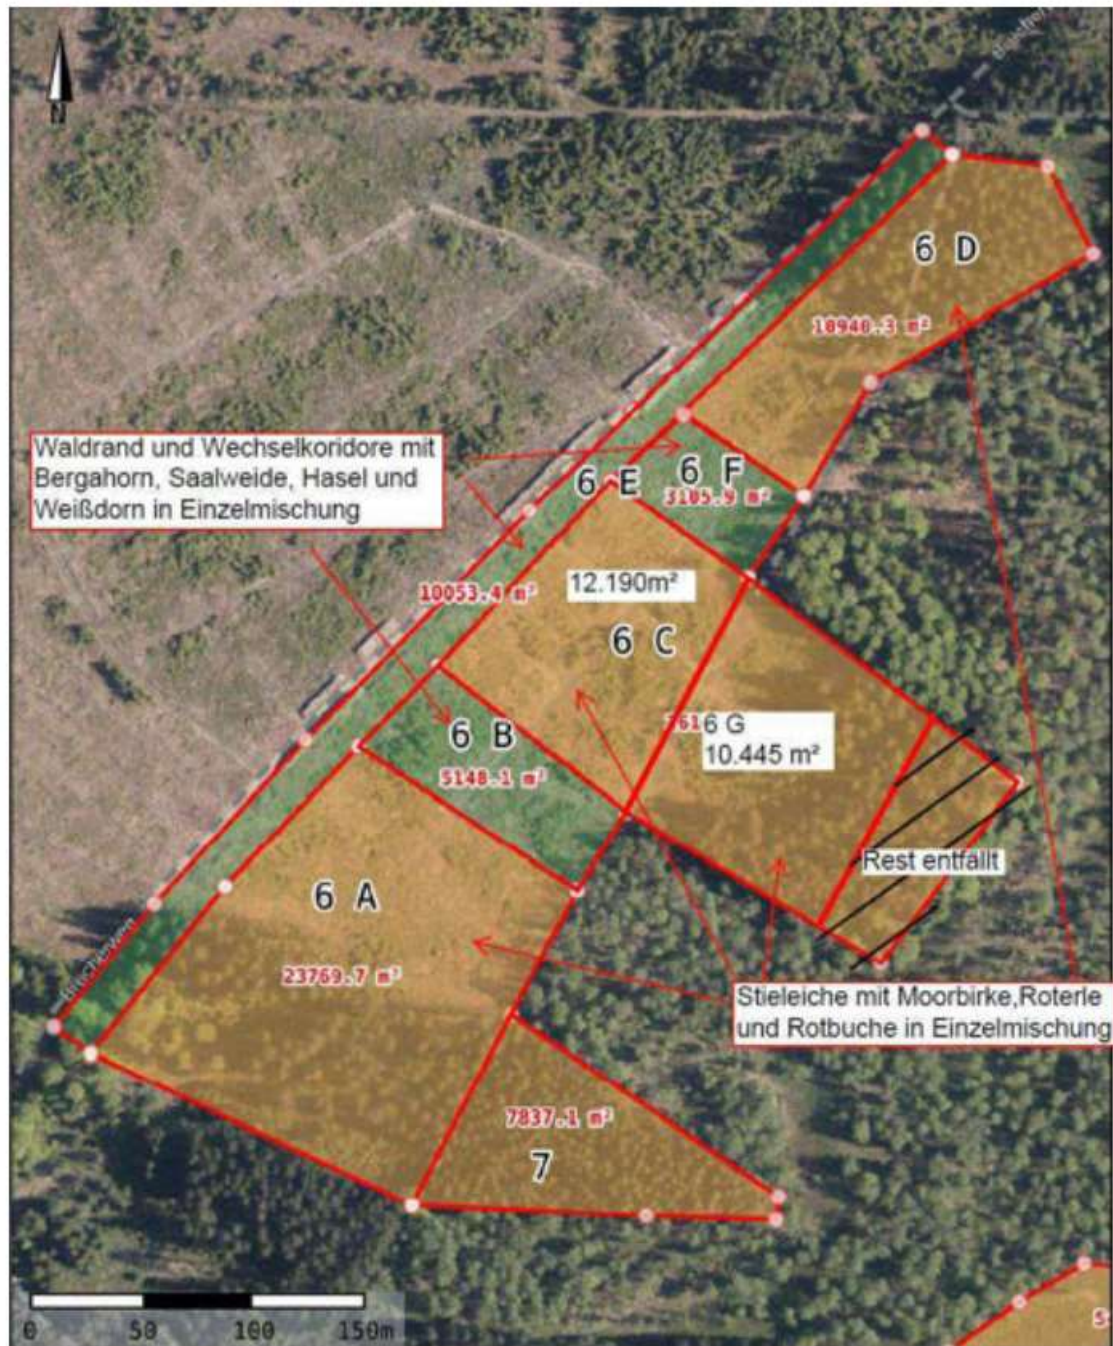 N
6 D
10940.3 m²
Waldrand und Wechselkoridore mit
Bergahorn, Saalweide, Hasel und
Weißdorn in Einzelmischung
6 E
6 F
3105.9 m²
10053.4 m²
12.190m²
6 C
6 B
5148.1 m²
161
6 G
10.445 m²
Rest entfällt
6 A
23769.7 m²
Stieleiche mit Moorbirke,Roterle
und Rotbuche in Einzelmischung
7837.1 m²
7
0 50 100 150m